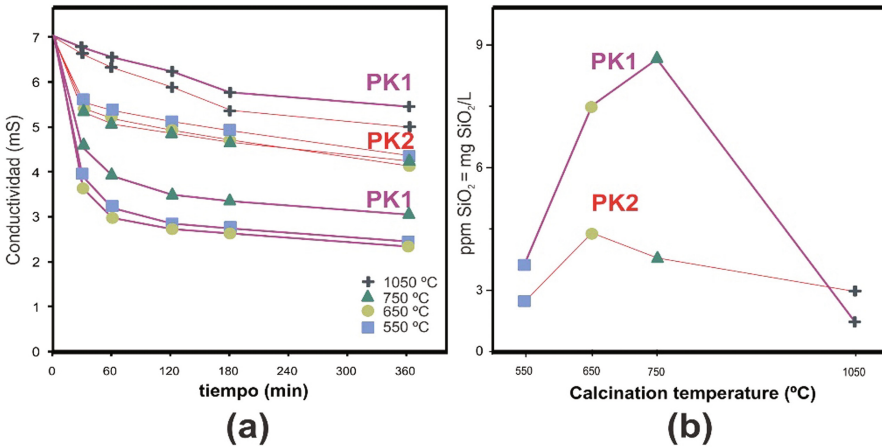 7
6
5
4
3
2
1
0
Conductividad (mS)
PK1
PK2
PK1
1050 ºC
750 ºC
650 ºC
550 ºC
0 60 120 180 240 300 360
tiempo (min)
(a)
9
6
3
0
ppm SiO₂ = mg SiO₂/L
PK1
PK2
550 650 750 1050
Calcination temperature (ºC)
(b)